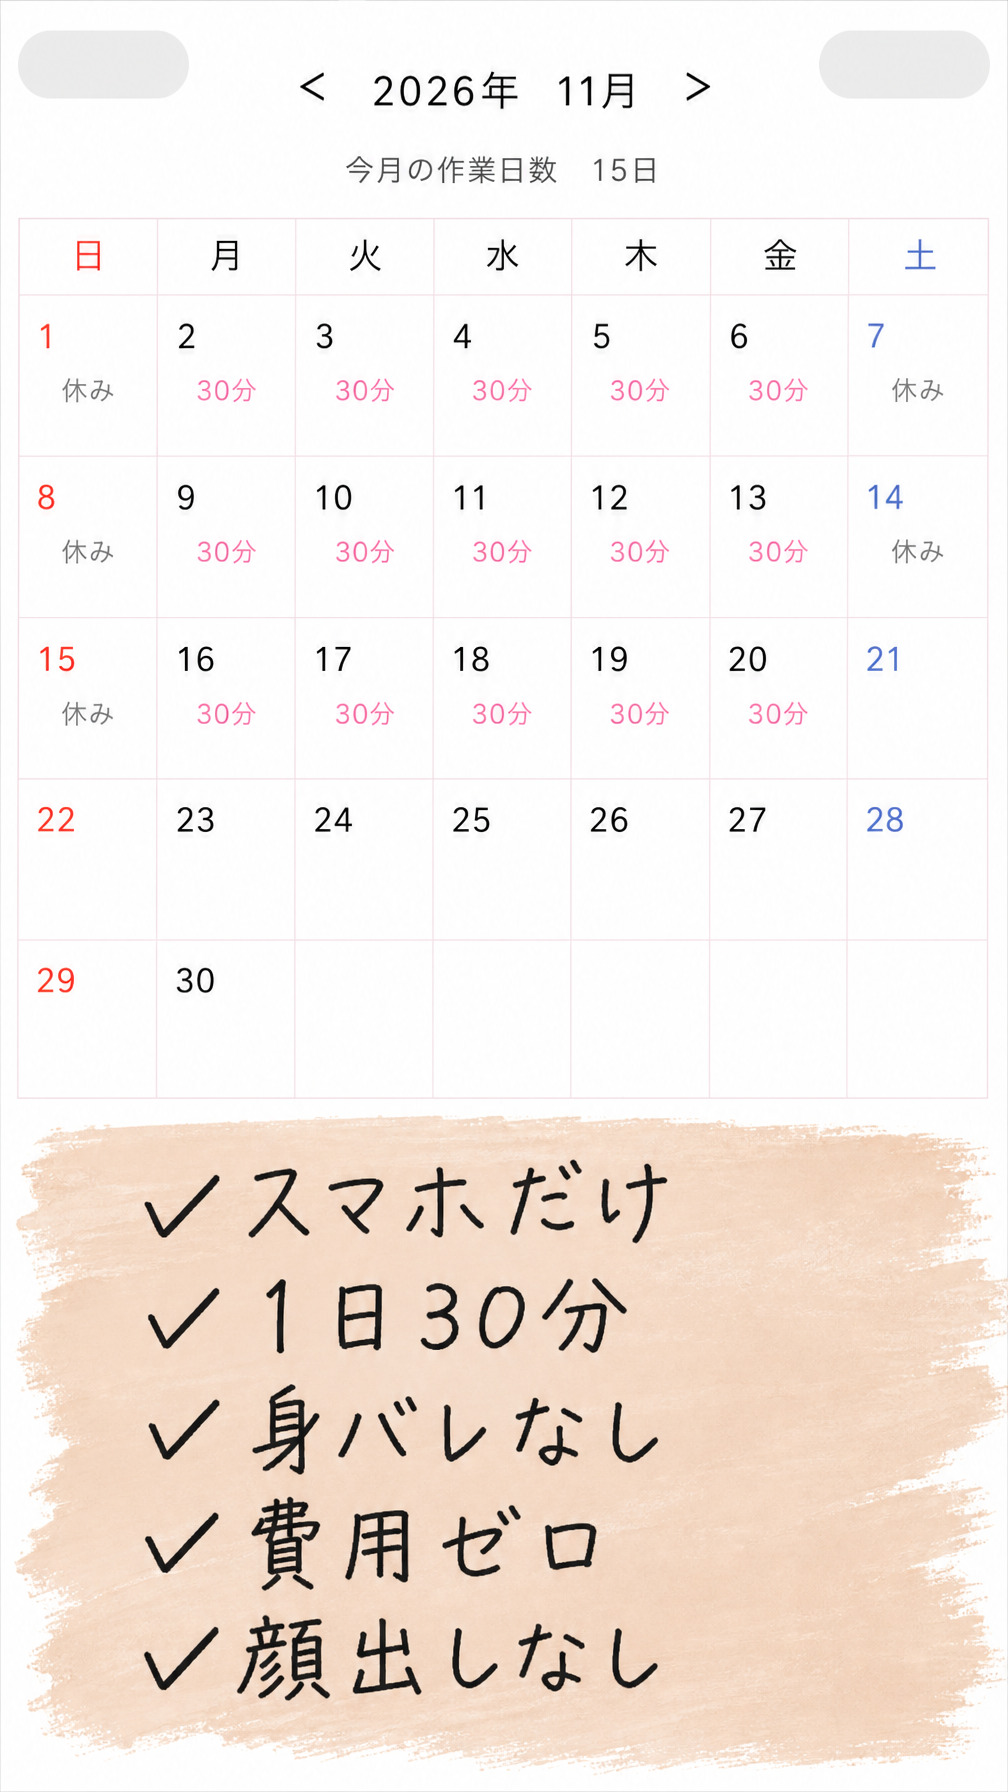 < 2026年 11月 >
今月の作業日数 15日
日 月 火 水 木 金 土
1 2 3 4 5 6 7
休み 30分 30分 30分 30分 30分 休み
8 9 10 11 12 13 14
休み 30分 30分 30分 30分 30分 休み
15 16 17 18 19 20 21
休み 30分 30分 30分 30分 30分
22 23 24 25 26 27 28
29 30
✓スマホだけ
✓1日30分
✓身バレなし
✓費用ゼロ
✓顔出しなし